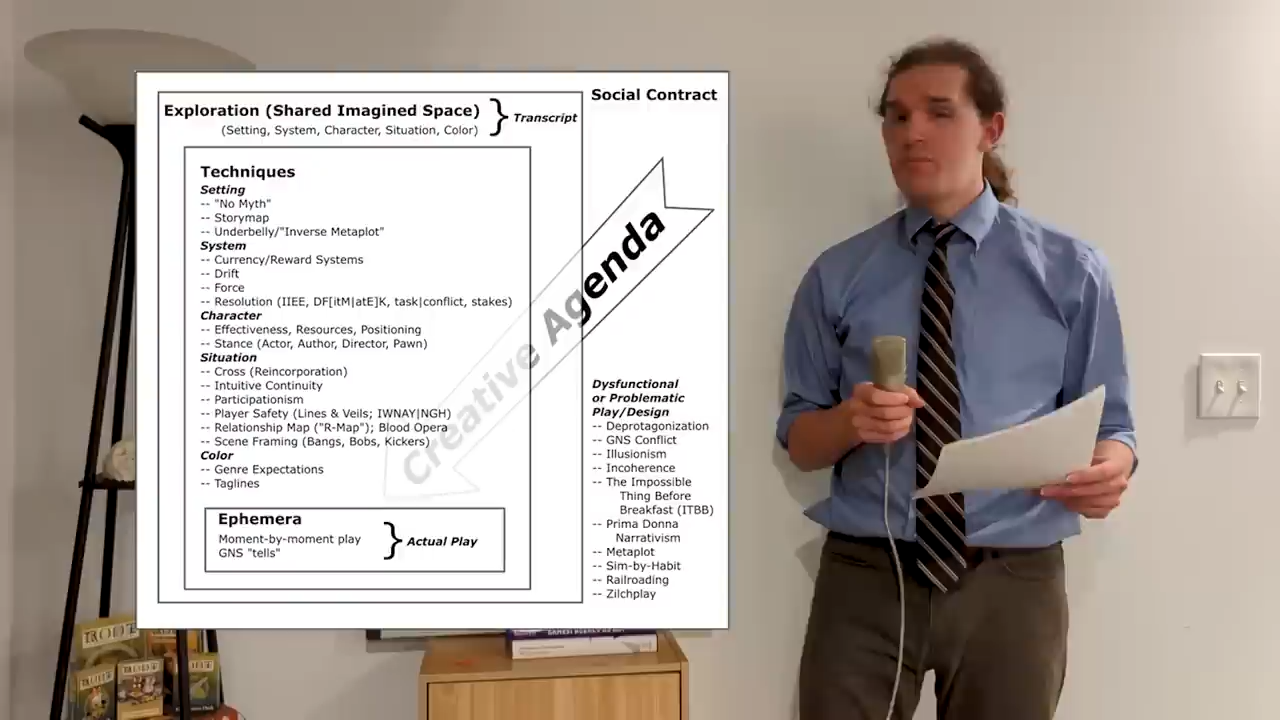 Social Contract
Exploration (Shared Imagined Space)
(Setting, System, Character, Situation, Color)
Transcript
Techniques
Setting
-- "No Myth"
-- Storymap
-- Underbelly/"Inverse Metaplot"
System
-- Currency/Reward Systems
-- Drift
-- Force
-- Resolution (IIEE, DF[itM|atE]K, task|conflict, stakes)
Character
-- Effectiveness, Resources, Positioning
-- Stance (Actor, Author, Director, Pawn)
Situation
-- Cross (Reincorporation)
-- Intuitive Continuity
-- Participationism
-- Player Safety (Lines & Veils; IWNAY|NGH)
-- Relationship Map ("R-Map"); Blood Opera
-- Scene Framing (Bangs, Bobs, Kickers)
Color
-- Genre Expectations
-- Taglines
Ephemera
Moment-by-moment play
GNS "tells"
Actual Play
Creative Agenda
Dysfunctional
or Problematic
Play/Design
-- Deprotagonization
-- GNS Conflict
-- Illusionism
-- Incoherence
-- The Impossible
Thing Before
Breakfast (ITBB)
-- Prima Donna
Narrativism
-- Metaplot
-- Sim-by-Habit
-- Railroading
-- Zilchplay
ROOT
ROOT
ROOT
ROOT